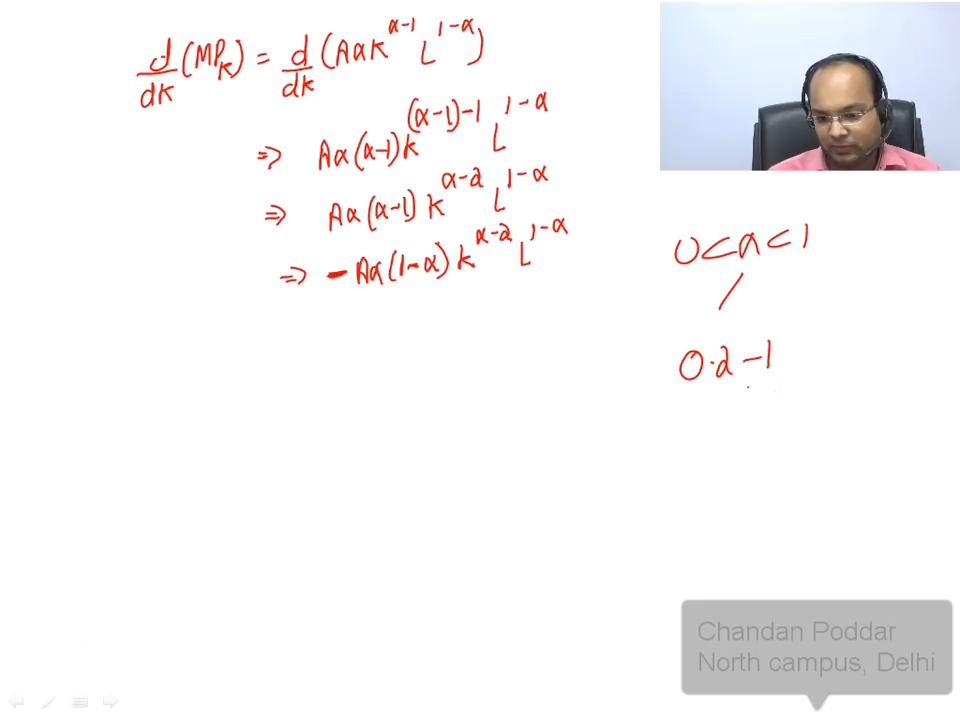 d/dK (MP_K) = d/dK (AαK^{α-1} L^{1-α})
⇒ Aα(α-1)K^{(α-1)-1} L^{1-α}
⇒ Aα(α-1) K^{α-2} L^{1-α}
⇒ -Aα(1-α) K^{α-2} L^{1-α}
0<α<1
0.2-1
Chandan Poddar
North campus, Delhi